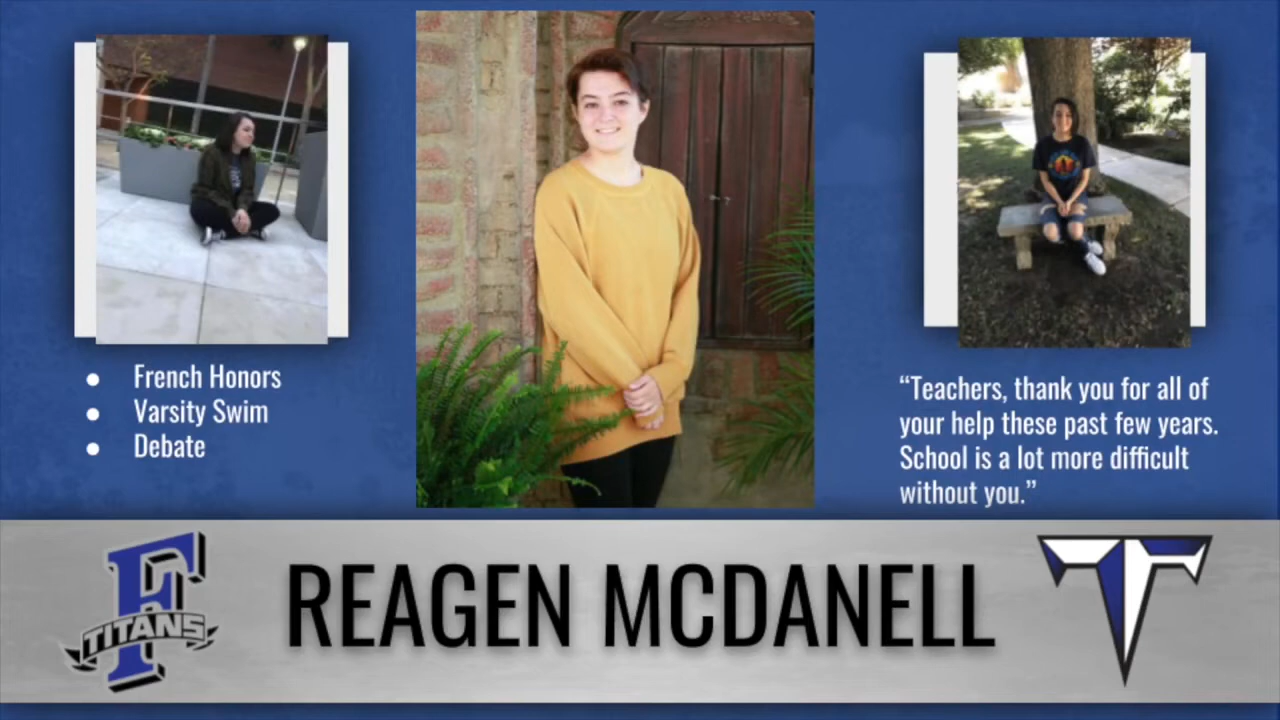 French Honors
Varsity Swim
Debate
“Teachers, thank you for all of
your help these past few years.
School is a lot more difficult
without you.”
F
TITANS
REAGEN MCDANELL
T